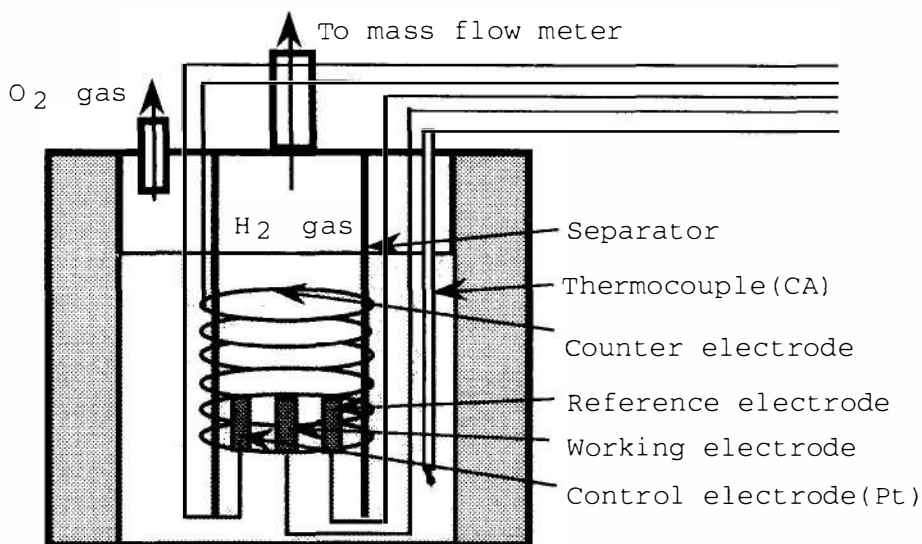 To mass flow meter
O2 gas
H2 gas
Separator
Thermocouple(CA)
Counter electrode
Reference electrode
Working electrode
Control electrode(Pt)